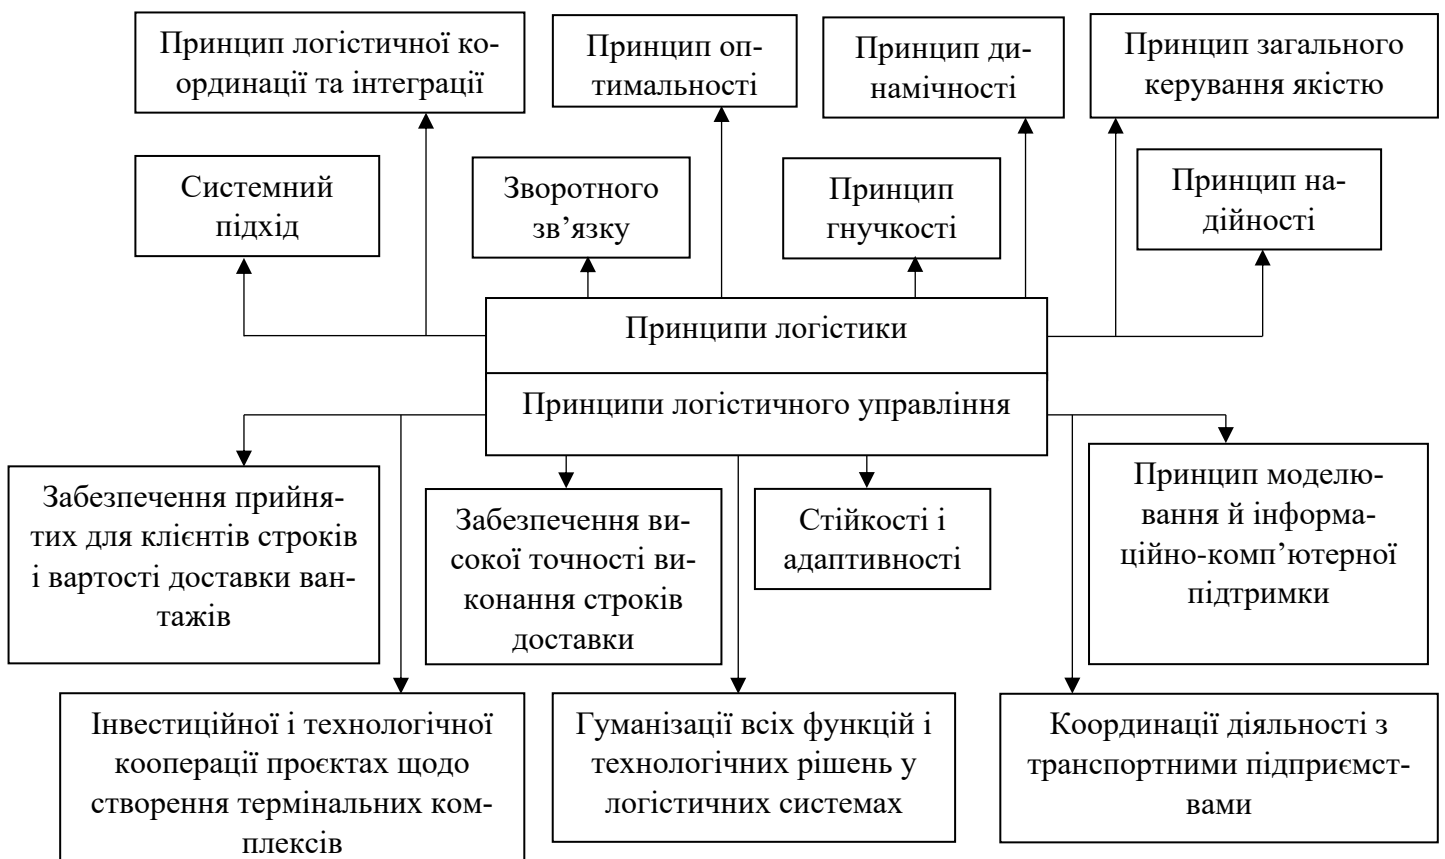 Принцип логістичної ко-
ординації та інтеграції
Принцип оп-
тимальності
Принцип ди-
намічності
Принцип загального
керування якістю
Системний
підхід
Зворотного
зв’язку
Принцип
гнучкості
Принцип на-
дійності
Принципи логістики
Принципи логістичного управління
Забезпечення прийня-
тих для клієнтів строків
і вартості доставки ван-
тажів
Забезпечення ви-
сокої точності ви-
конання строків
доставки
Стійкості і
адаптивності
Принцип моделю-
вання й інформа-
ційно-комп’ютерної
підтримки
Інвестиційної і технологічної
кооперації проєктах щодо
створення термінальних ком-
плексів
Гуманізації всіх функцій і
технологічних рішень у
логістичних системах
Координації діяльності з
транспортними підприємст-
вами